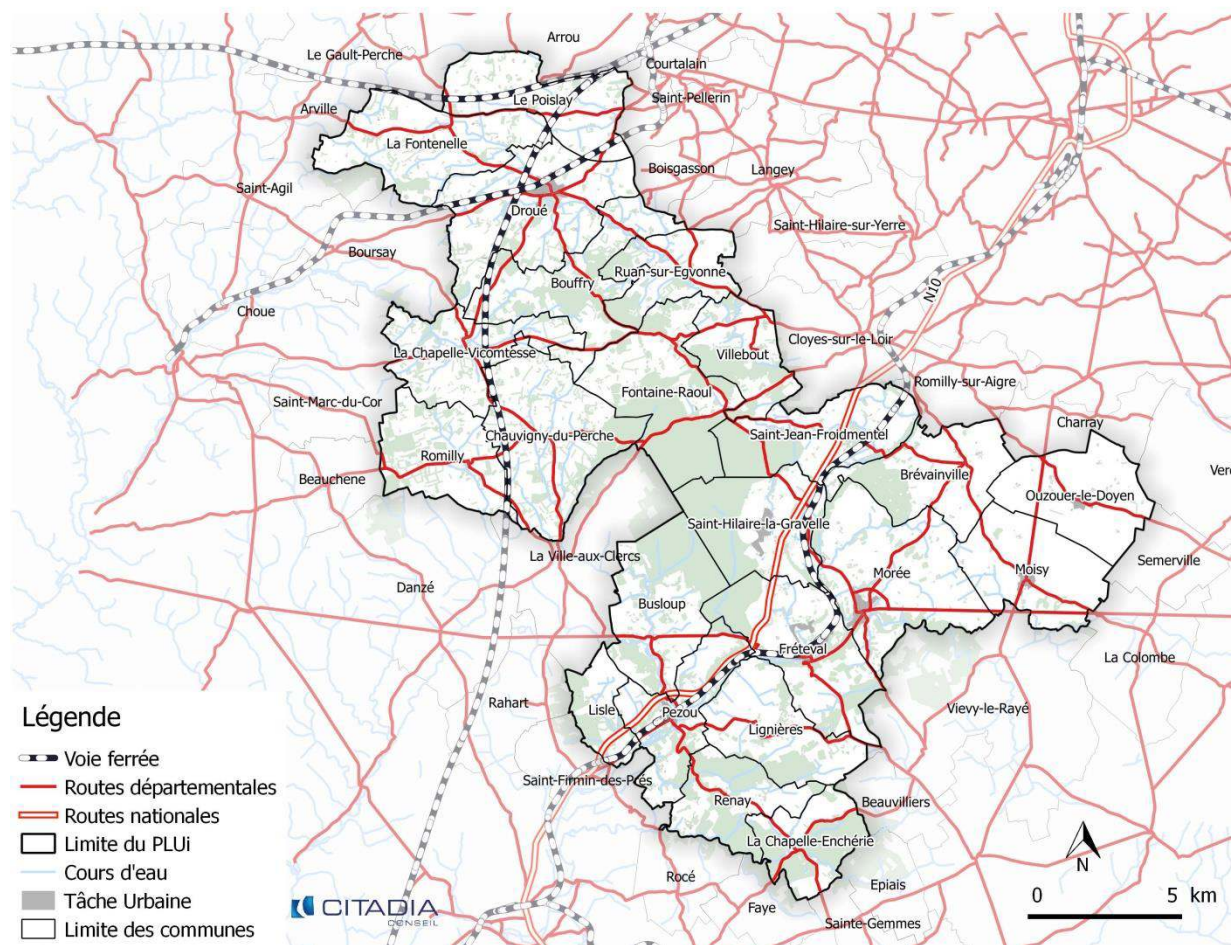 Arrou
Le Gault-Perche
Courtalain
Le Poislay
Saint-Pellerin
Arville
La Fontenelle
Boisgasson
Langey
Saint-Agil
Droué
Saint-Hilaire-sur-Yerre
Boursay
Ruan-sur-Egvonne
Bouffry
N10
Choue
Cloyes-sur-le-Loir
La Chapelle-Vicomtesse
Villebout
Romilly-sur-Aigre
Fontaine-Raoul
Saint-Marc-du-Cor
Charray
Chauvigny-du-Perche
Saint-Jean-Froidmentel
Romilly
Brévainville
Beauchene
Ver
Ouzouer-le-Doyen
Saint-Hilaire-la-Gravelle
La Ville-aux-Clercs
Semerville
Moisy
Morée
Danzé
Busloup
Fréteval
La Colombe
Rahart
Lisle
Pezou
Vievy-le-Rayé
Lignières
Saint-Firmin-des-Prés
Renay
Beauvilliers
La Chapelle-Enchérie
Rocé
Epiais
Faye
Sainte-Gemmes
Légende
Voie ferrée
Routes départementales
Routes nationales
Limite du PLUi
Cours d'eau
Tâche Urbaine
Limite des communes
CITADIA
CONSEIL
N
0 5 km